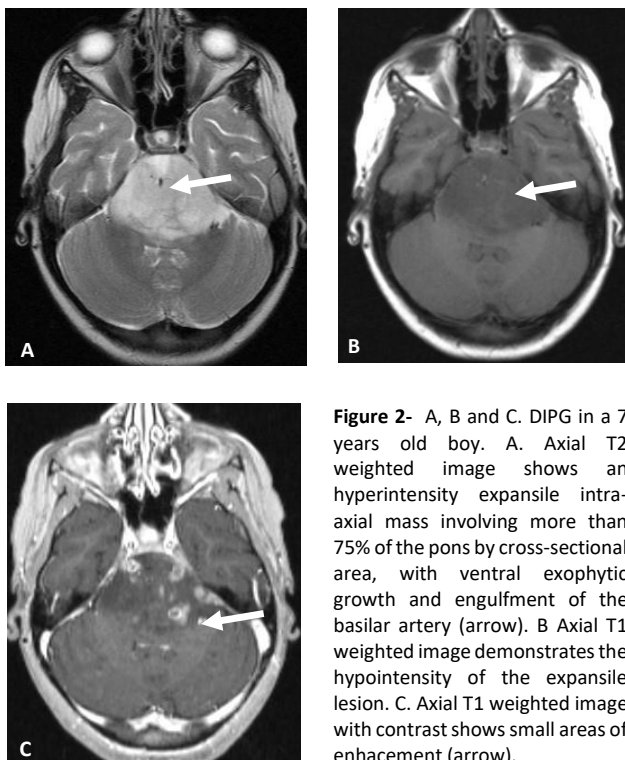 A
B
C
Figure 2- A, B and C. DIPG in a 7
years old boy. A. Axial T2
weighted image shows an
hyperintensity expansile intra-
axial mass involving more than
75% of the pons by cross-sectional
area, with ventral exophytic
growth and engulfment of the
basilar artery (arrow). B Axial T1
weighted image demonstrates the
hypointensity of the expansile
lesion. C. Axial T1 weighted image
with contrast shows small areas of
enhacement (arrow).